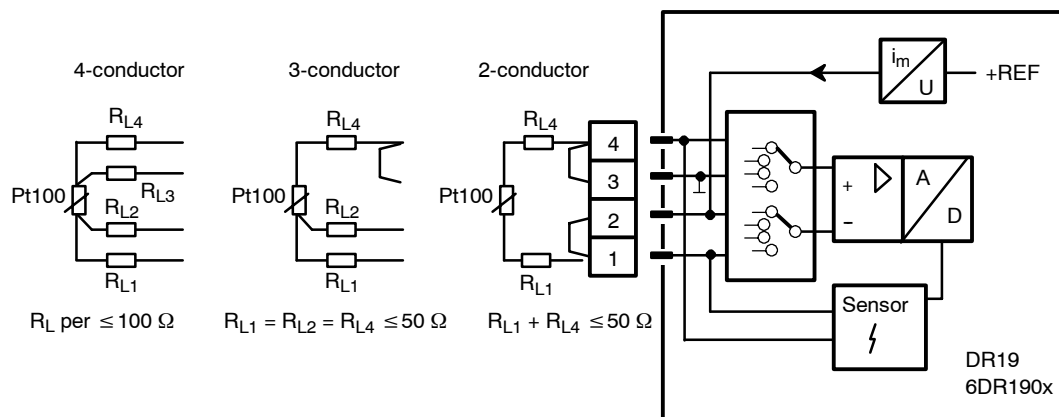 4-conductor
3-conductor
2-conductor
i_m
U
+REF
R_L4
R_L4
R_L4
4
R_L3
3
Pt100
Pt100
Pt100
+
A
R_L2
R_L2
2
−
D
1
R_L1
R_L1
R_L1
R_L per ≤ 100 Ω
R_L1 = R_L2 = R_L4 ≤ 50 Ω
R_L1 + R_L4 ≤ 50 Ω
Sensor
DR19
6DR190x